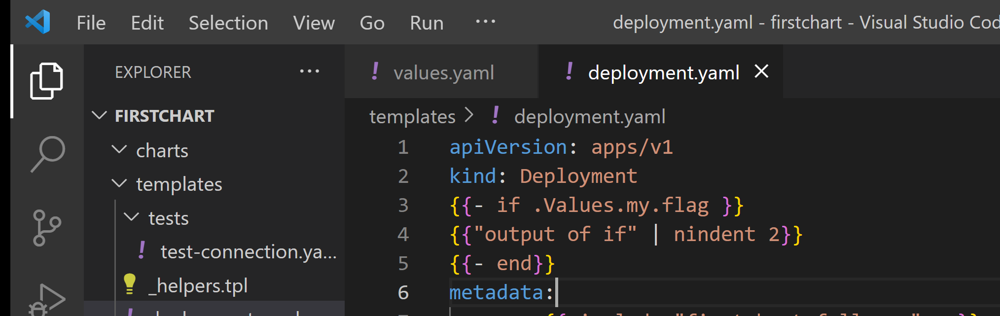 File Edit Selection View Go Run ... deployment.yaml - firstchart - Visual Studio Cod
EXPLORER ...
FIRSTCHART
charts
templates
tests
test-connection.ya...
_helpers.tpl
! values.yaml ! deployment.yaml ×
templates > ! deployment.yaml
1 apiVersion: apps/v1
2 kind: Deployment
3 {{- if .Values.my.flag }}
4 {{"output of if" | nindent 2}}
5 {{- end}}
6 metadata: